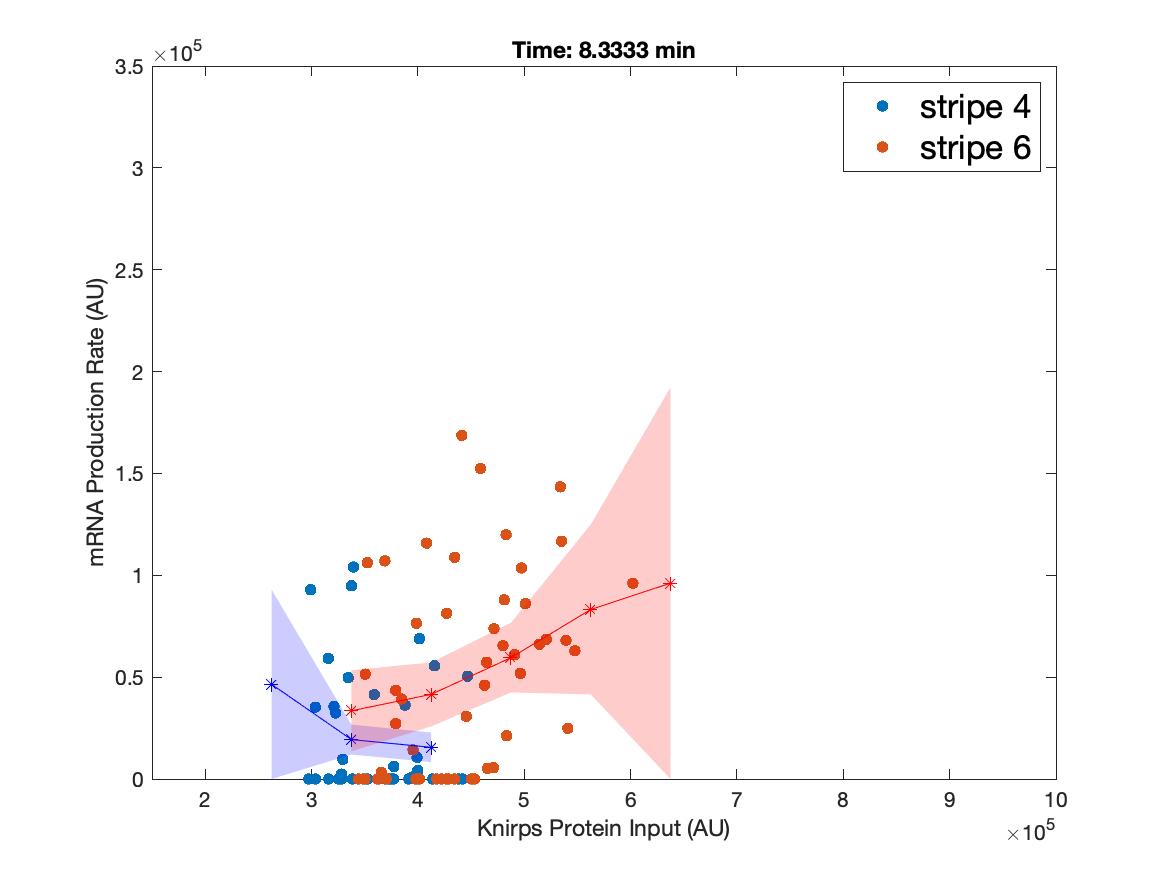 Time: 8.3333 min
×10⁵
3.5
3
2.5
2
1.5
1
0.5
0
mRNA Production Rate (AU)
stripe 4
stripe 6
2 3 4 5 6 7 8 9 10
Knirps Protein Input (AU)
×10⁵